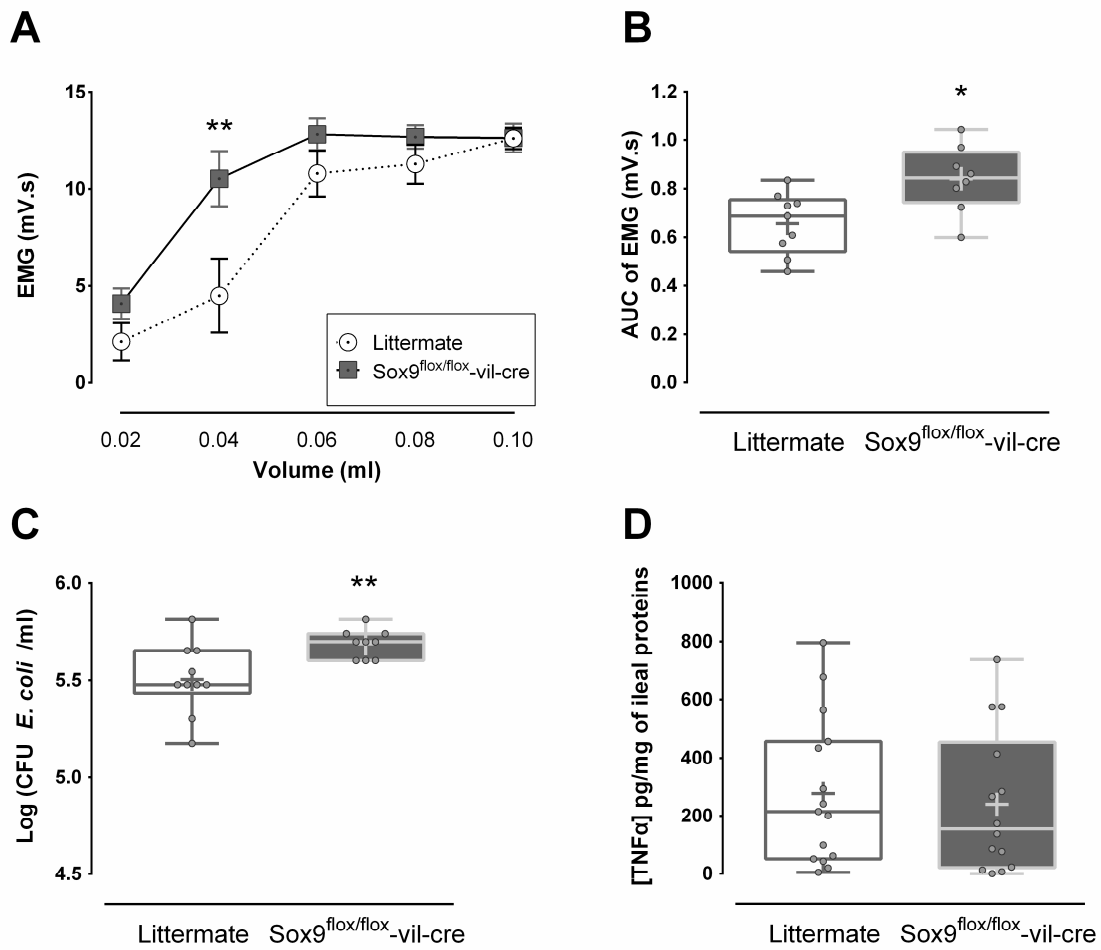 A
EMG (mV.s)
15
10
5
0
**
Littermate
Sox9flox/flox-vil-cre
0.02 0.04 0.06 0.08 0.10
Volume (ml)
B
AUC of EMG (mV.s)
1.2
1.0
0.8
0.6
0.4
0.2
0.0
*
Littermate Sox9flox/flox-vil-cre
C
Log (CFU E. coli /ml)
6.0
5.5
5.0
4.5
**
Littermate Sox9flox/flox-vil-cre
D
[TNFα] pg/mg of ileal proteins
1000
800
600
400
200
0
Littermate Sox9flox/flox-vil-cre